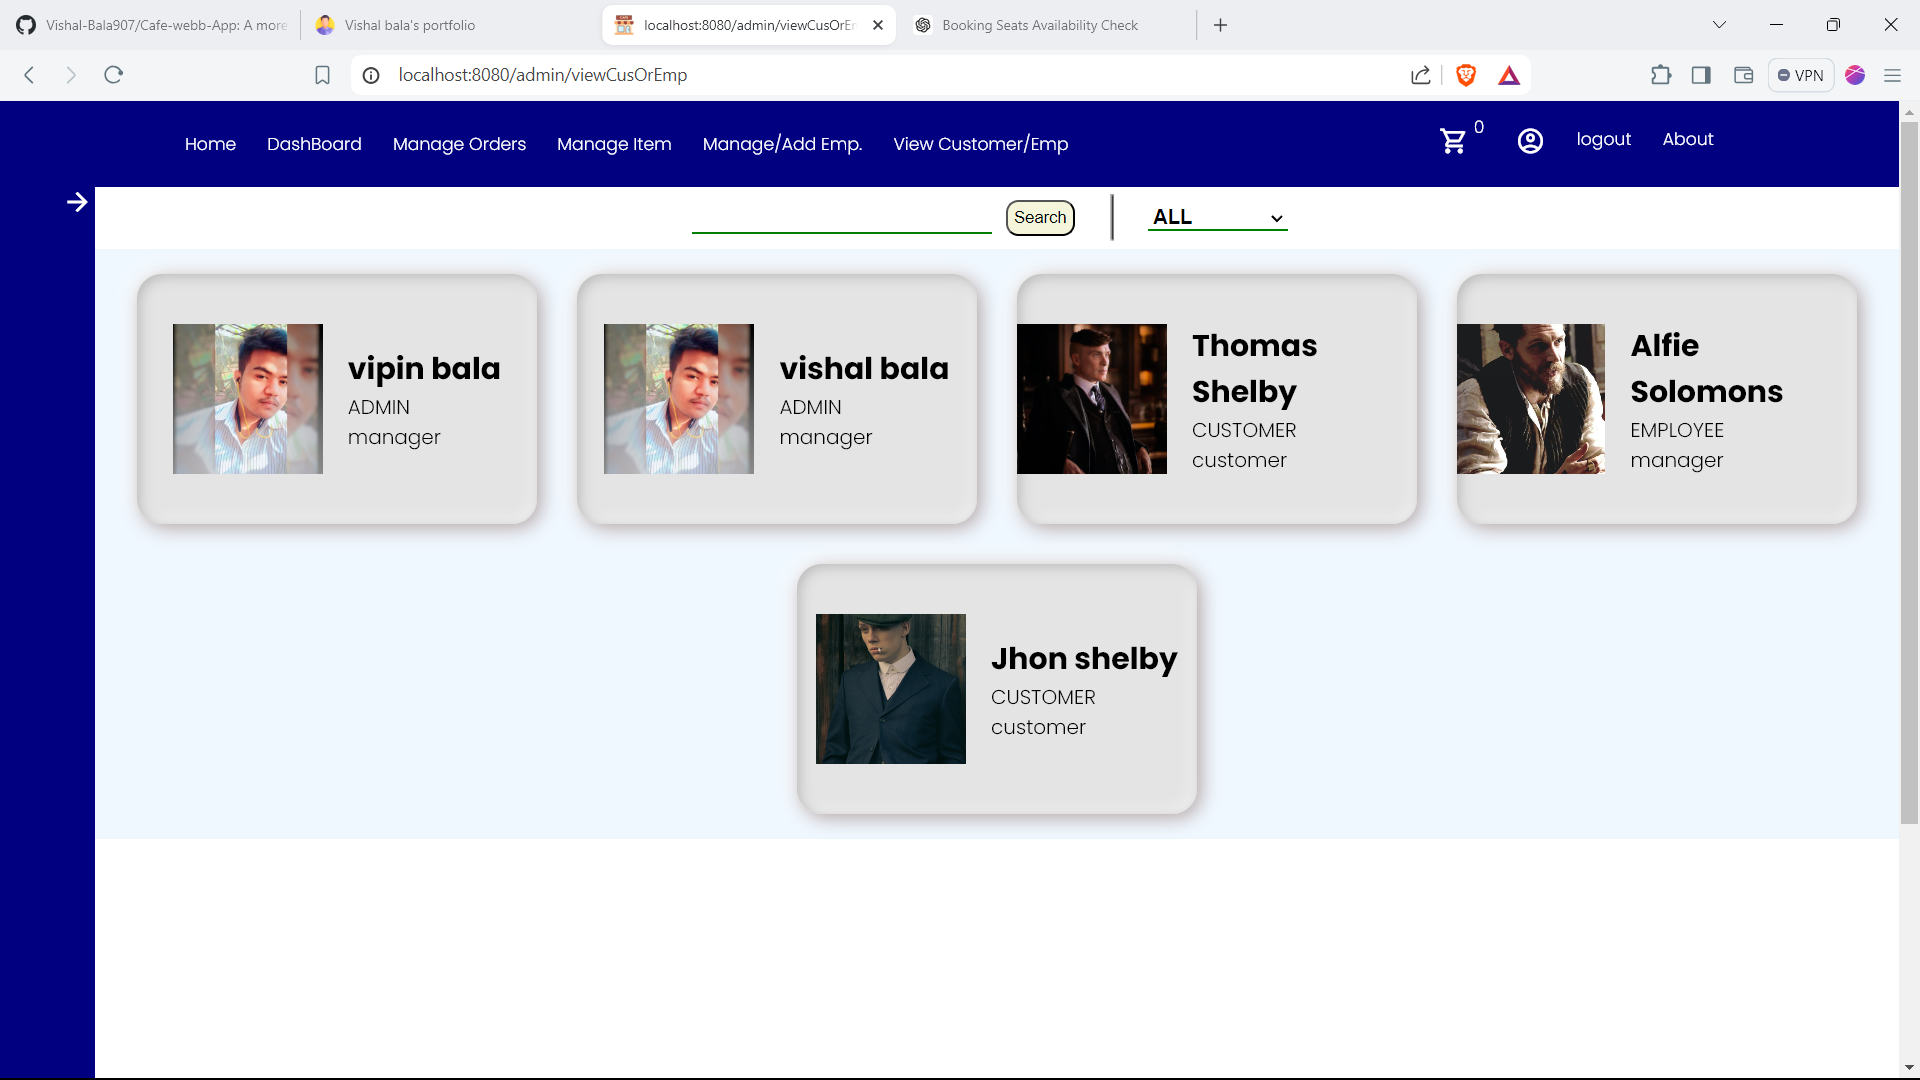 Vishal-Bala907/Cafe-webb-App: A more
Vishal bala's portfolio
localhost:8080/admin/viewCusOrEm
Booking Seats Availability Check
localhost:8080/admin/viewCusOrEmp
VPN
Home DashBoard Manage Orders Manage Item Manage/Add Emp. View Customer/Emp
0
logout About
Search
ALL
vipin bala
ADMIN
manager
vishal bala
ADMIN
manager
Thomas
Shelby
CUSTOMER
customer
Alfie
Solomons
EMPLOYEE
manager
Jhon shelby
CUSTOMER
customer